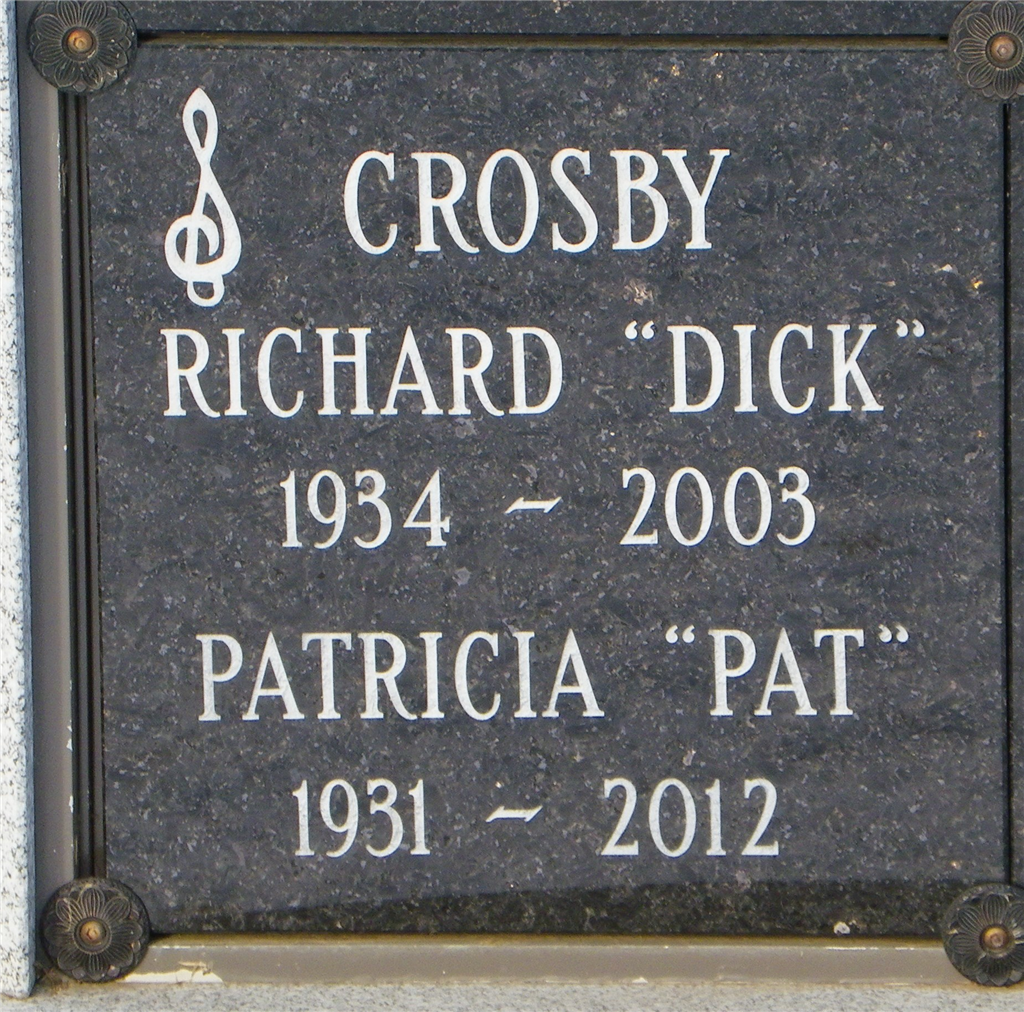 CROSBY
RICHARD “DICK”
1934 ~ 2003
PATRICIA “PAT”
1931 ~ 2012